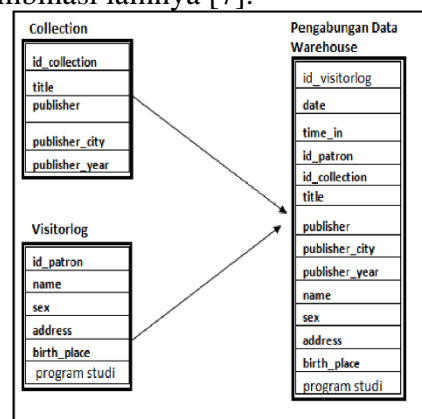 [7].
Collection
id_collection
title
publisher
publisher_city
publisher_year
Visitorlog
id_patron
name
sex
address
birth_place
program studi
Pengabungan Data
Warehouse
id_visitorlog
date
time_in
id_patron
id_collection
title
publisher
publisher_city
publisher_year
name
sex
address
birth_place
program studi